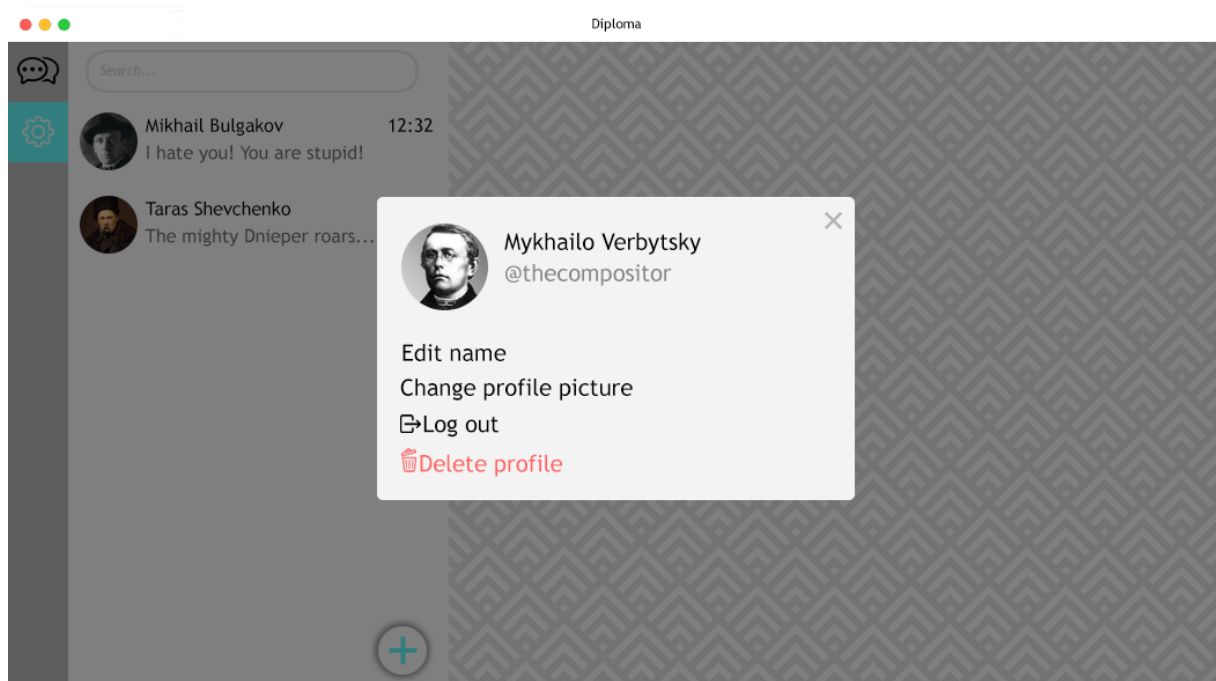 Diploma
Search...
Mikhail Bulgakov 12:32
I hate you! You are stupid!
Taras Shevchenko
The mighty Dnieper roars...
Mykhailo Verbytsky
@thecompositor
Edit name
Change profile picture
Log out
Delete profile